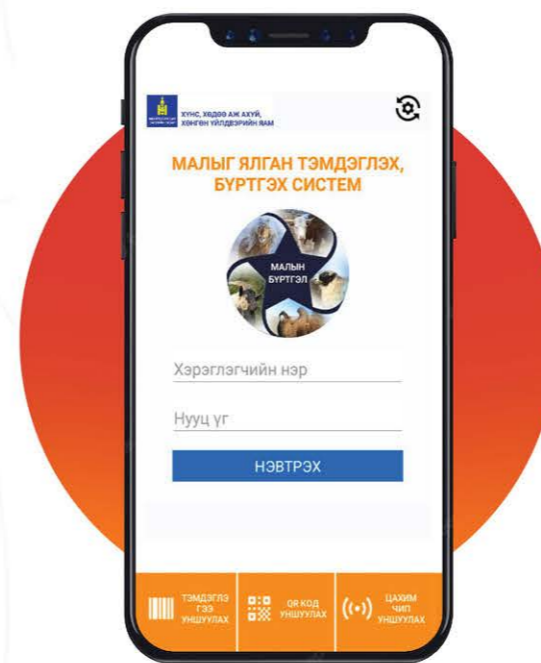 ХҮНС, ХӨДӨӨ АЖ АХУЙ,
ХӨНГӨН ҮЙЛДВЭРИЙН ЯАМ
МАЛЫГ ЯЛГАН ТЭМДЭГЛЭХ,
БҮРТГЭХ СИСТЕМ
МАЛЫН
БҮРТГЭЛ
Хэрэглэгчийн нэр
Нууц үг
НЭВТРЭХ
ТЭМДЭГЛЭ
ГЭЭ
УНШУУЛАХ
QR КОД
УНШУУЛАХ
ЦАХИМ
ЧИП
УНШУУЛАХ